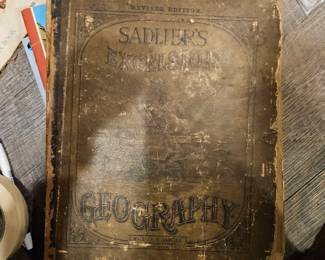 REVISED EDITION
SADLIER'S
EXCELSIOR
GEOGRAPHY